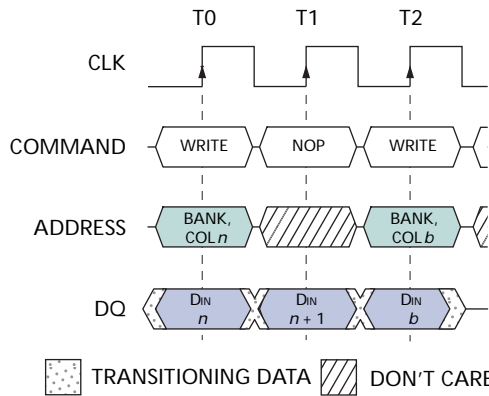 T0 T1 T2
CLK
COMMAND WRITE NOP WRITE
ADDRESS BANK, COL n BANK, COL b
DQ DIN n DIN n + 1 DIN b
TRANSITIONING DATA DON'T CARE